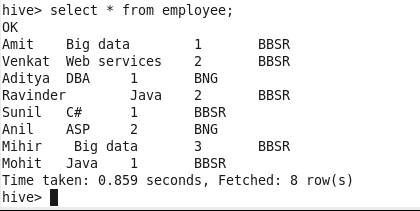 hive> select * from employee;
OK
Amit    Big data        1       BBSR
Venkat  Web services    2       BBSR
Aditya  DBA     1       BNG
Ravinder        Java    2       BBSR
Sunil   C#      1       BBSR
Anil    ASP     2       BNG
Mihir    Big data       3       BBSR
Mohit   Java    1       BBSR
Time taken: 0.859 seconds, Fetched: 8 row(s)
hive>